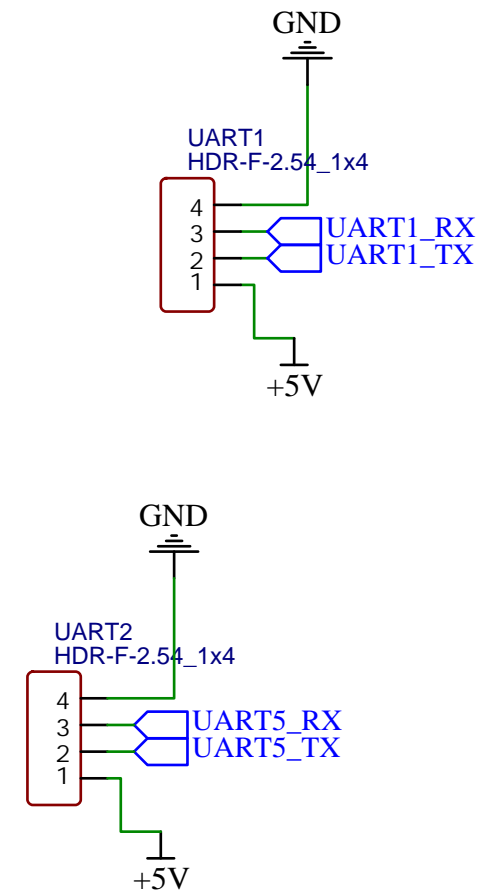 GND
UART1
HDR-F-2.54_1x4
4
3
2
1
UART1_RX
UART1_TX
+5V
GND
UART2
HDR-F-2.54_1x4
4
3
2
1
UART5_RX
UART5_TX
+5V